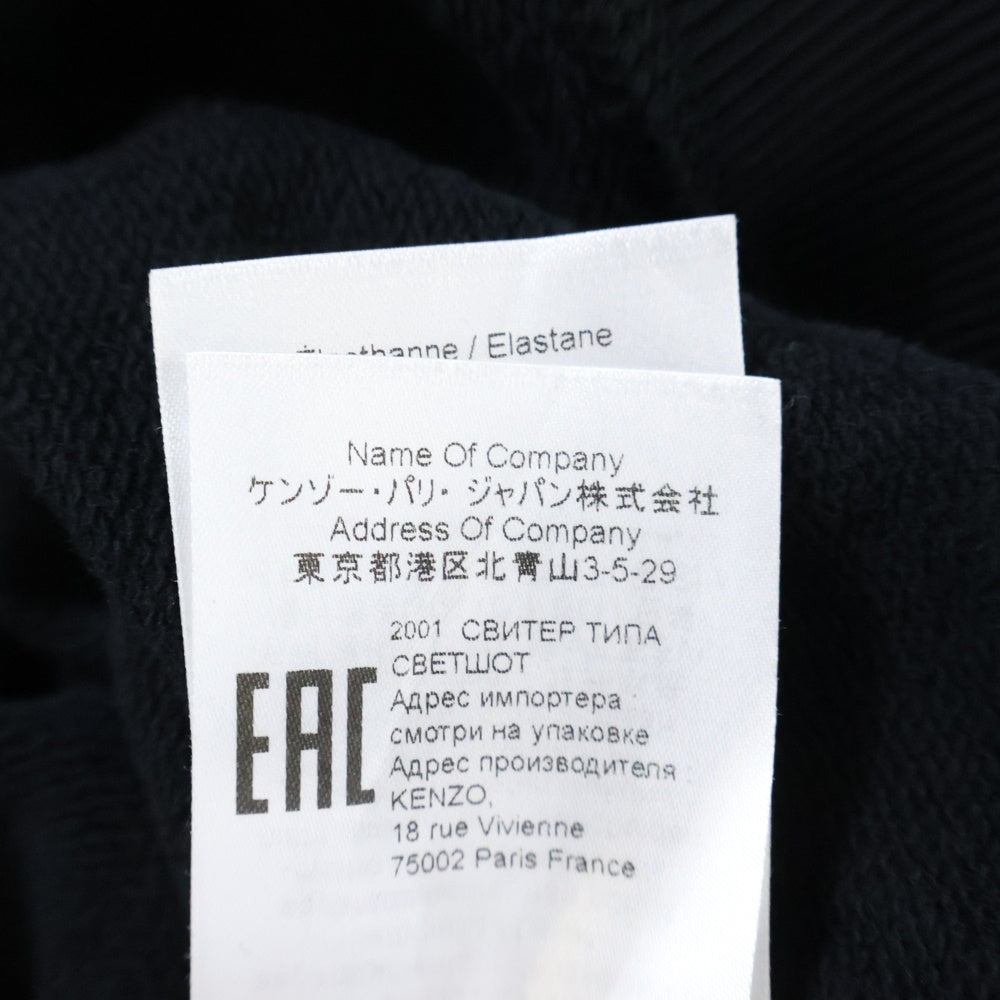 / Elastane
Name Of Company
ケンゾー・パリ・ジャパン株式会社
Address Of Company
東京都港区北青山3-5-29
2001 СВИТЕР ТИПА
СВЕТШОТ
EAC
Адрес импортера :
смотри на упаковке
Адрес производителя :
KENZO,
18 rue Vivienne
75002 Paris France